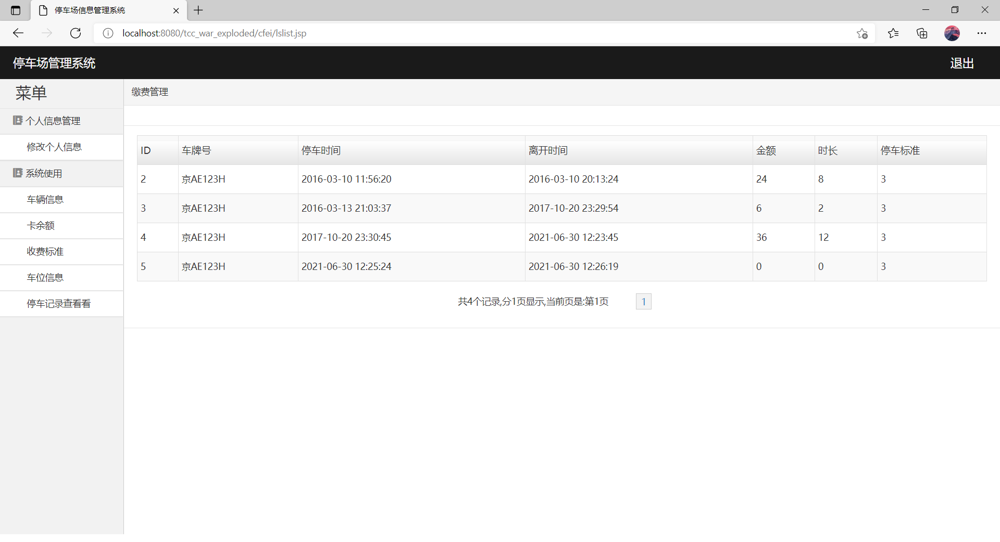 停车场信息管理系统
localhost:8080/tcc_war_exploded/cfei/lslist.jsp
停车场管理系统
退出
菜单
个人信息管理
修改个人信息
系统使用
车辆信息
卡余额
收费标准
车位信息
停车记录查看看
缴费管理
ID 车牌号 停车时间 离开时间 金额 时长 停车标准
2 京AE123H 2016-03-10 11:56:20 2016-03-10 20:13:24 24 8 3
3 京AE123H 2016-03-13 21:03:37 2017-10-20 23:29:54 6 2 3
4 京AE123H 2017-10-20 23:30:45 2021-06-30 12:23:45 36 12 3
5 京AE123H 2021-06-30 12:25:24 2021-06-30 12:26:19 0 0 3
共4个记录,分1页显示,当前页是:第1页 1